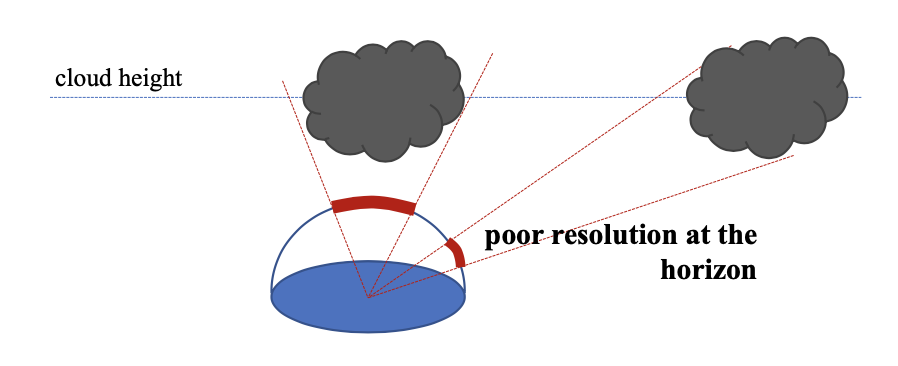 cloud height
poor resolution at the
horizon